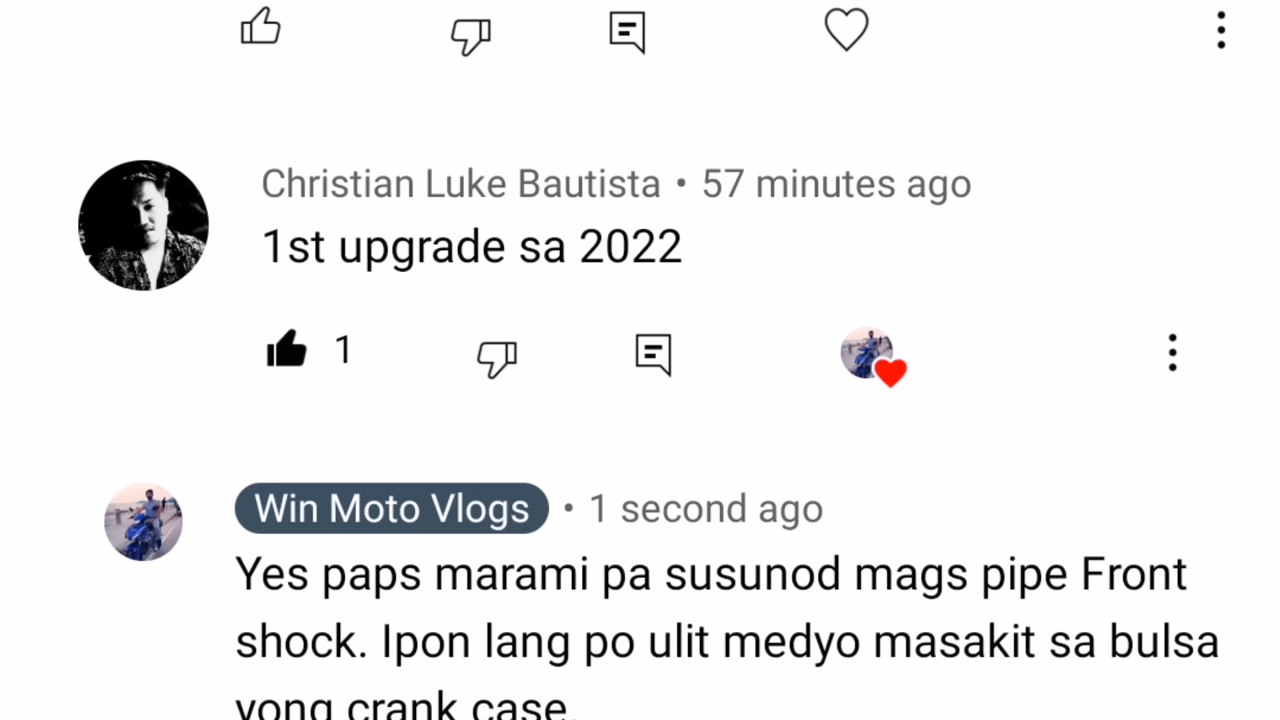 Christian Luke Bautista • 57 minutes ago
1st upgrade sa 2022
1
Win Moto Vlogs • 1 second ago
Yes paps marami pa susunod mags pipe Front
shock. Ipon lang po ulit medyo masakit sa bulsa
yong crank case.